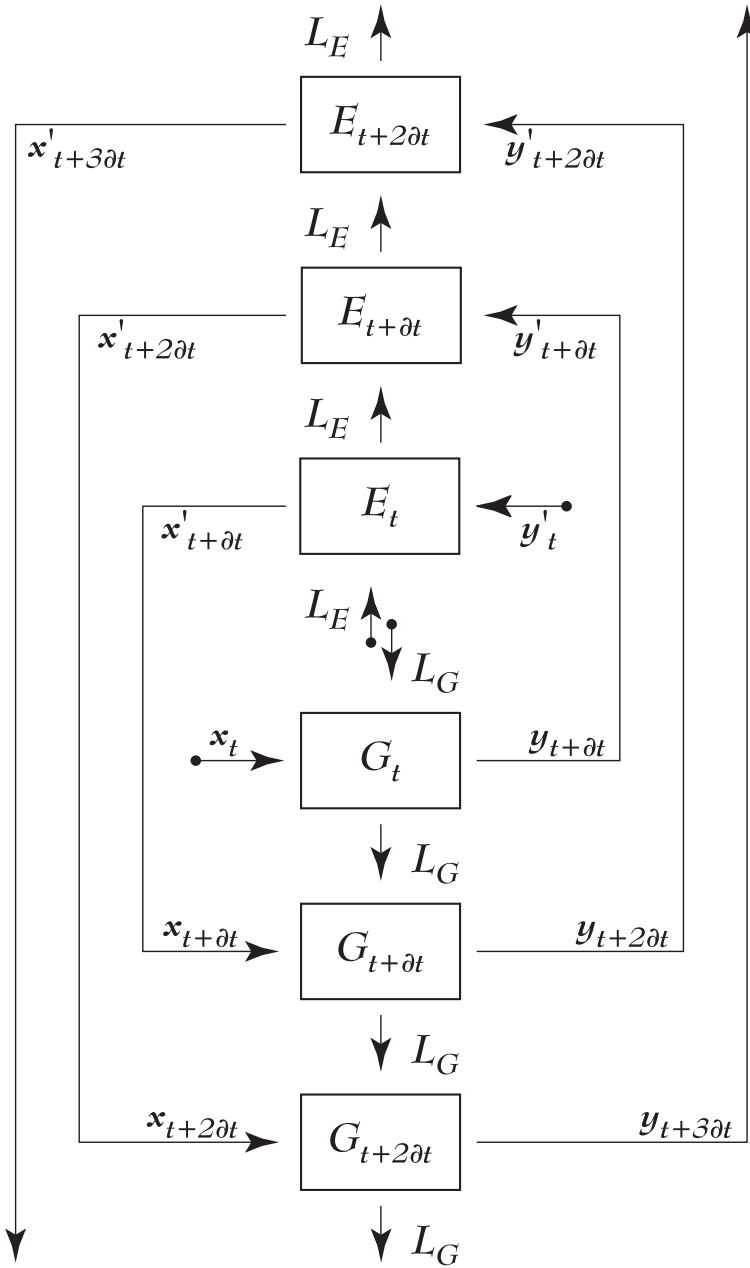 L_E
E_{t+2∂t}
x'_{t+3∂t}
y'_{t+2∂t}
L_E
E_{t+∂t}
x'_{t+2∂t}
y'_{t+∂t}
L_E
E_t
x'_{t+∂t}
y'_t
L_E
L_G
x_t
G_t
y_{t+∂t}
L_G
x_{t+∂t}
G_{t+∂t}
y_{t+2∂t}
L_G
x_{t+2∂t}
G_{t+2∂t}
y_{t+3∂t}
L_G